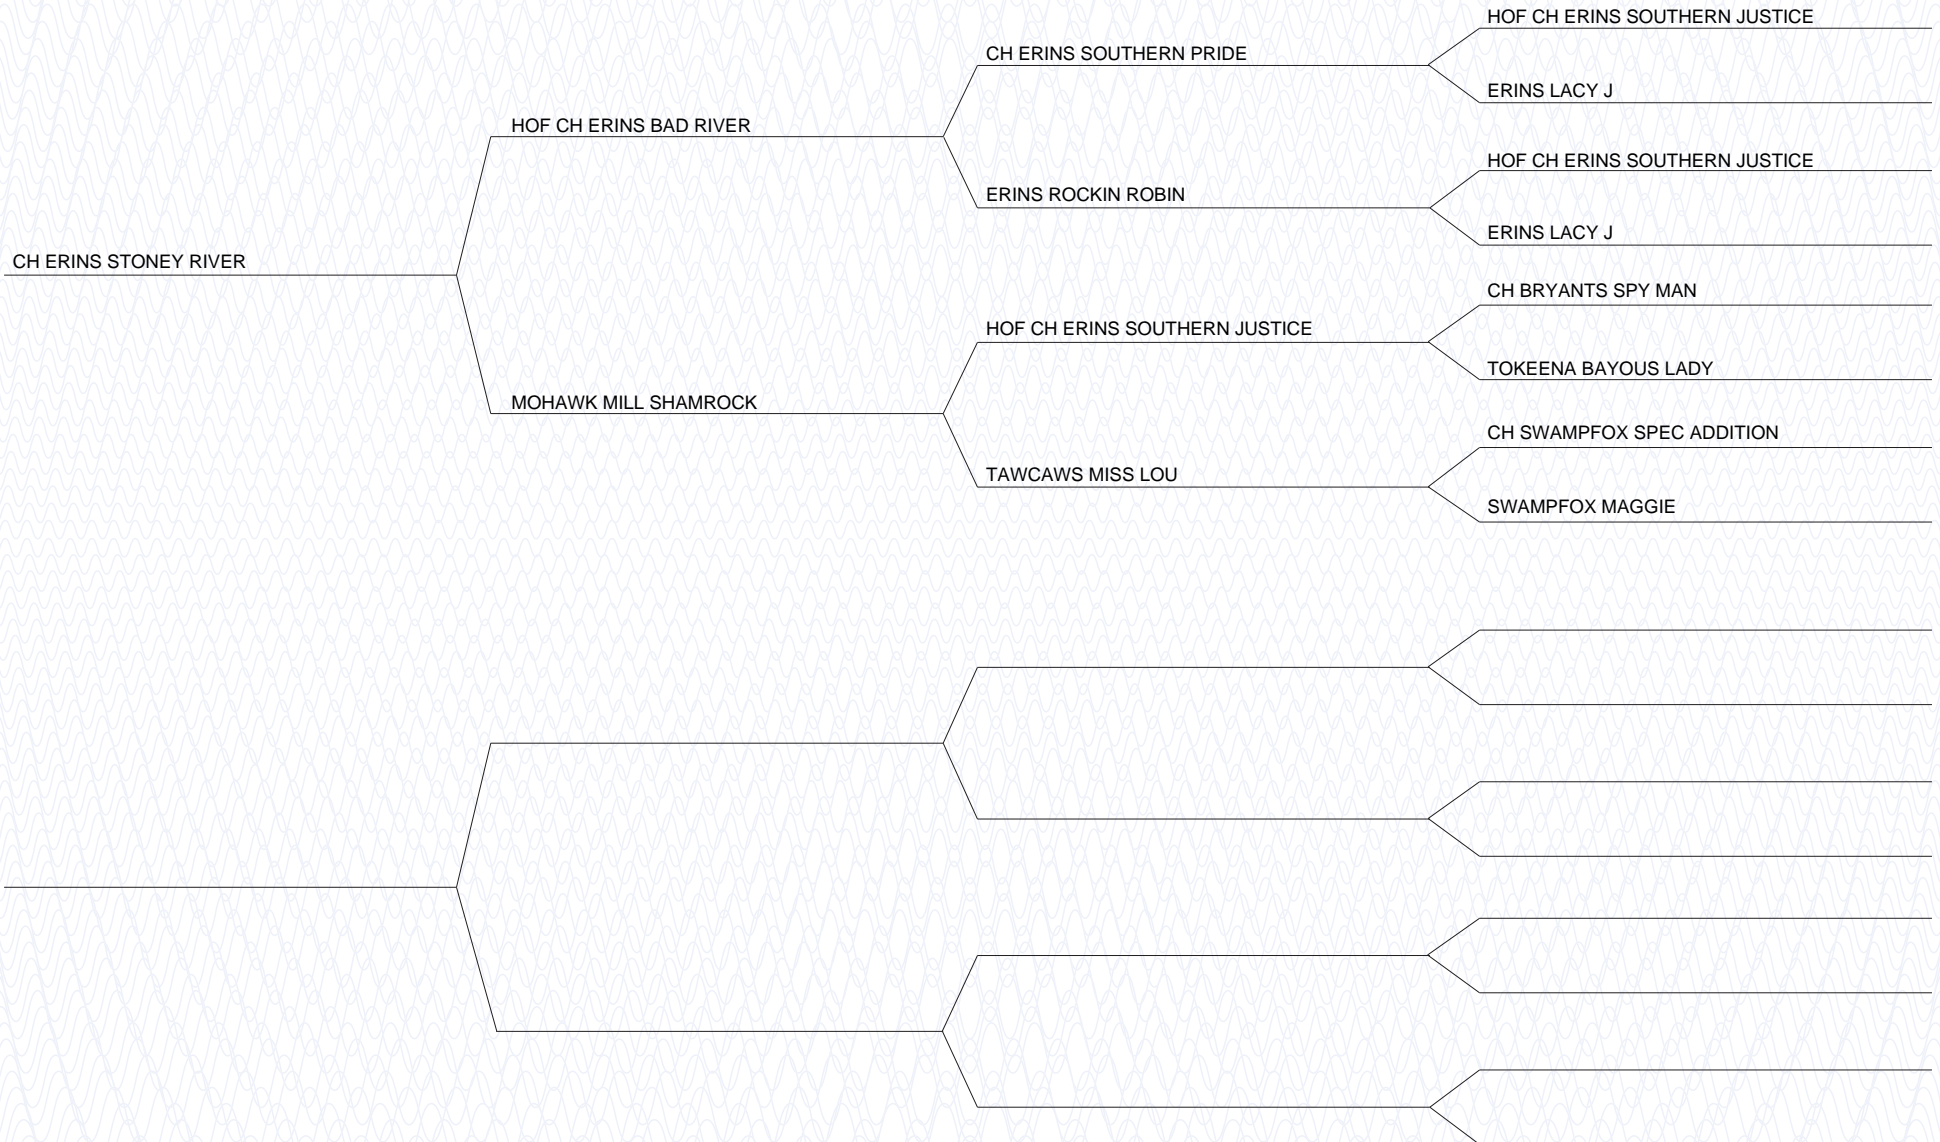 HOF CH ERINS SOUTHERN JUSTICE
CH ERINS SOUTHERN PRIDE
ERINS LACY J
HOF CH ERINS BAD RIVER
HOF CH ERINS SOUTHERN JUSTICE
ERINS ROCKIN ROBIN
ERINS LACY J
CH ERINS STONEY RIVER
CH BRYANTS SPY MAN
HOF CH ERINS SOUTHERN JUSTICE
TOKEENA BAYOUS LADY
MOHAWK MILL SHAMROCK
CH SWAMPFOX SPEC ADDITION
TAWCAWS MISS LOU
SWAMPFOX MAGGIE